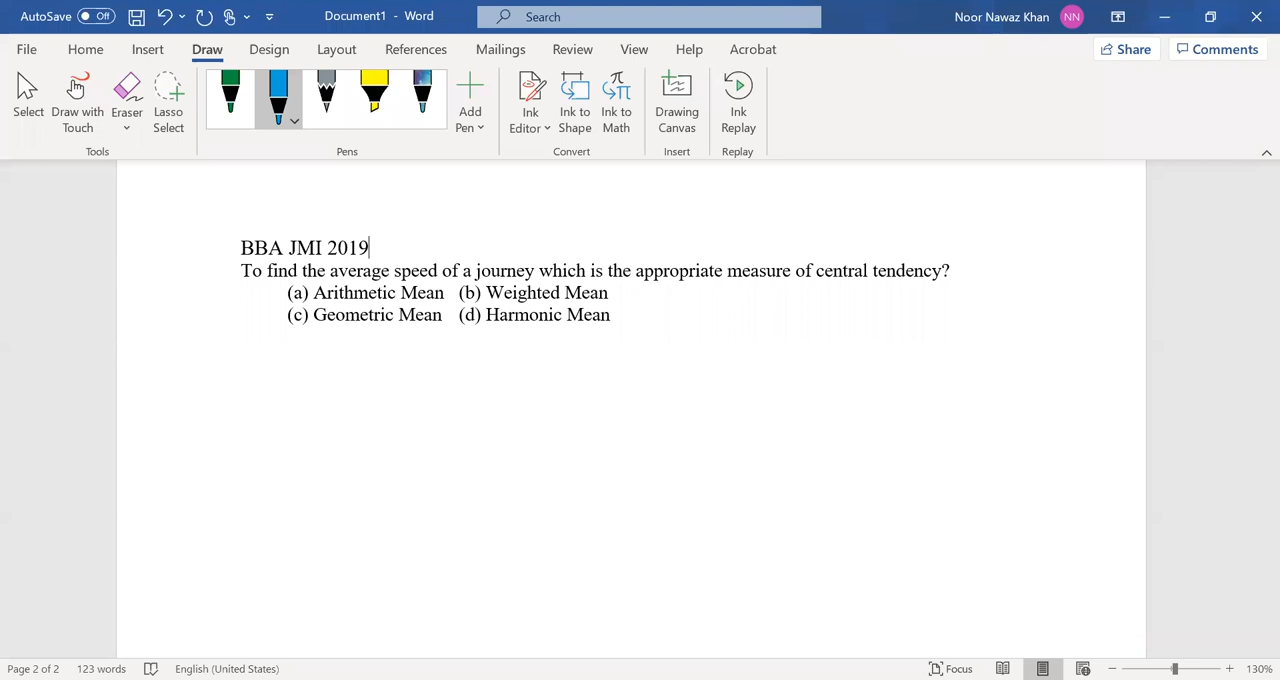 AutoSave Off Document1 - Word Search Noor Nawaz Khan NN
File Home Insert Draw Design Layout References Mailings Review View Help Acrobat Share Comments
Select Draw with Touch Eraser Lasso Select Add Pen Ink Editor Ink to Shape Ink to Math Drawing Canvas Ink Replay
Tools Pens Convert Insert Replay
BBA JMI 2019
To find the average speed of a journey which is the appropriate measure of central tendency?
(a) Arithmetic Mean (b) Weighted Mean
(c) Geometric Mean (d) Harmonic Mean
Page 2 of 2 123 words English (United States) Focus 130%